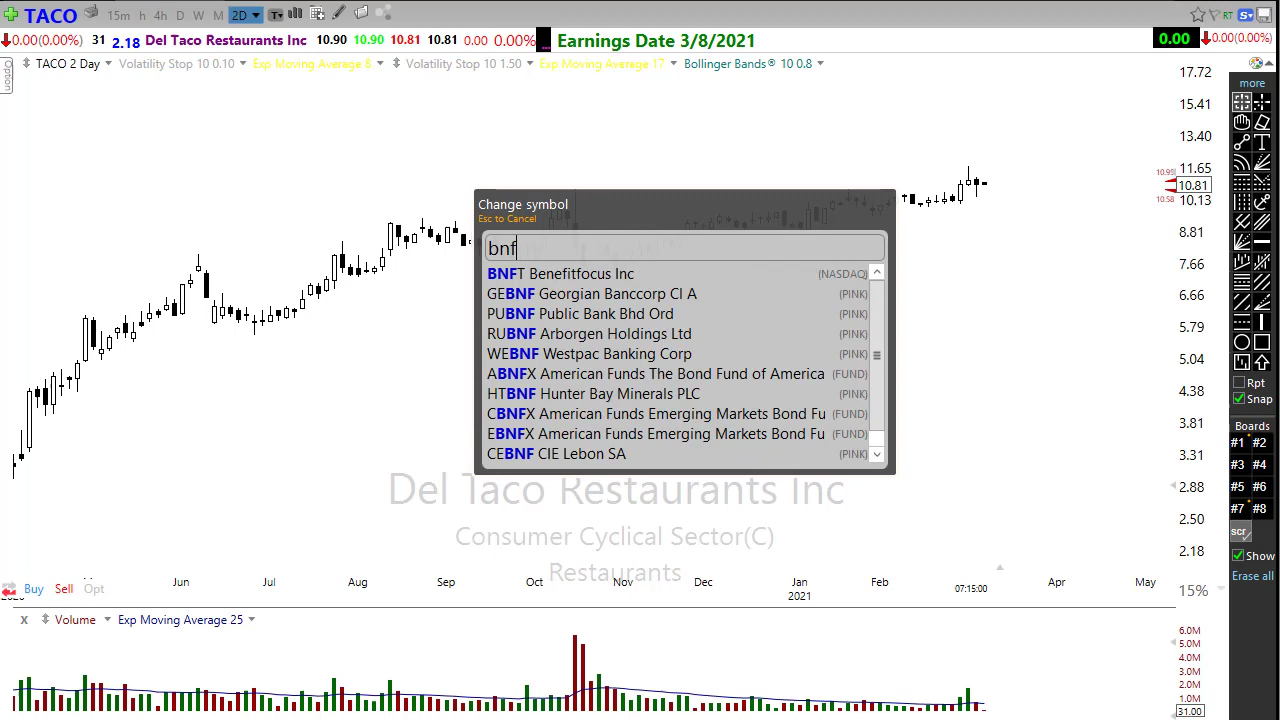 TACO 15m h 4h D W M 2D T RT S
0.00(0.00%) 31 2.18 Del Taco Restaurants Inc 10.90 10.90 10.81 10.81 0.00 0.00% Earnings Date 3/8/2021 0.00 0.00(0.00%)
Option
TACO 2 Day Volatility Stop 10 0.10 Exp Moving Average 8 Volatility Stop 10 1.50 Exp Moving Average 17 Bollinger Bands® 10 0.8
17.72
15.41
13.40
11.65
10.95
10.81
10.58
10.13
8.81
7.66
6.66
5.79
5.04
4.38
3.81
3.31
2.88
2.50
2.18
15%
more
Rpt
Snap
Boards
#1 #2
#3 #4
#5 #6
#7 #8
scr
Show
Erase all
Change symbol
Esc to Cancel
bnf
BNFT Benefitfocus Inc (NASDAQ)
GEBNF Georgian Banccorp Cl A (PINK)
PUBNF Public Bank Bhd Ord (PINK)
RUBNF Arborgen Holdings Ltd (PINK)
WEBNF Westpac Banking Corp (PINK)
ABNFX American Funds The Bond Fund of America (FUND)
HTBNF Hunter Bay Minerals PLC (PINK)
CBNFX American Funds Emerging Markets Bond Fu (FUND)
EBNFX American Funds Emerging Markets Bond Fu (FUND)
CEBNF CIE Lebon SA (PINK)
Del Taco Restaurants Inc
Consumer Cyclical Sector(C)
Restaurants
Jun Jul Aug Sep Oct Nov Dec Jan Feb Apr May
Buy Sell Opt
2021 07:15:00
X Volume Exp Moving Average 25
6.0M
5.0M
4.0M
3.0M
2.0M
1.0M
31.00